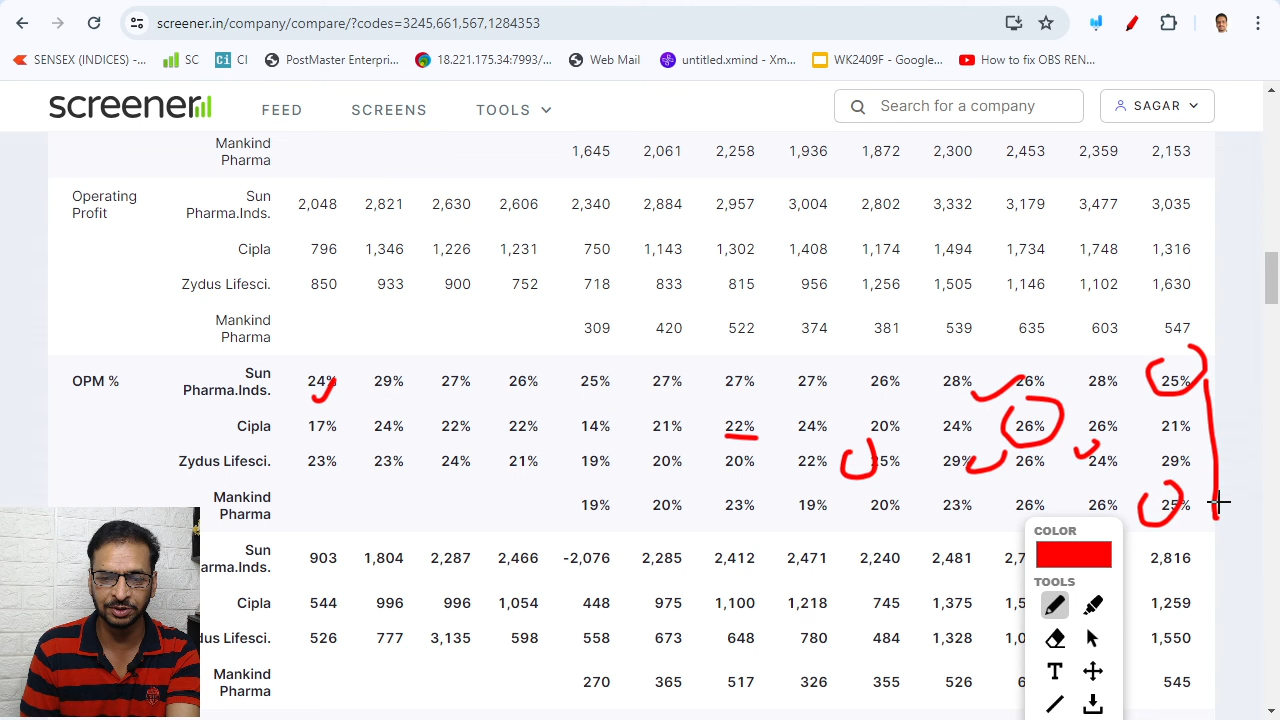 screener.in/company/compare/?codes=3245,661,567,1284353
SENSEX (INDICES) -... SC Ci CI PostMaster Enterpri... 18.221.175.34:7993/... Web Mail untitled.xmind - Xm... WK2409F - Google... How to fix OBS REN...
screener FEED SCREENS TOOLS Search for a company SAGAR
Mankind
Pharma 1,645 2,061 2,258 1,936 1,872 2,300 2,453 2,359 2,153
Operating Sun
Profit Pharma.Inds. 2,048 2,821 2,630 2,606 2,340 2,884 2,957 3,004 2,802 3,332 3,179 3,477 3,035
Cipla 796 1,346 1,226 1,231 750 1,143 1,302 1,408 1,174 1,494 1,734 1,748 1,316
Zydus Lifesci. 850 933 900 752 718 833 815 956 1,256 1,505 1,146 1,102 1,630
Mankind
Pharma 309 420 522 374 381 539 635 603 547
OPM % Sun
Pharma.Inds. 24% 29% 27% 26% 25% 27% 27% 27% 26% 28% 26% 28% 25%
Cipla 17% 24% 22% 22% 14% 21% 22% 24% 20% 24% 26% 26% 21%
Zydus Lifesci. 23% 23% 24% 21% 19% 20% 20% 22% 25% 29% 26% 24% 29%
Mankind
Pharma 19% 20% 23% 19% 20% 23% 26% 26% 25%
Sun
arma.Inds. 903 1,804 2,287 2,466 -2,076 2,285 2,412 2,471 2,240 2,481 2,816
Cipla 544 996 996 1,054 448 975 1,100 1,218 745 1,375 1,259
dus Lifesci. 526 777 3,135 598 558 673 648 780 484 1,328 1,550
Mankind
Pharma 270 365 517 326 355 526 545
COLOR
TOOLS
T